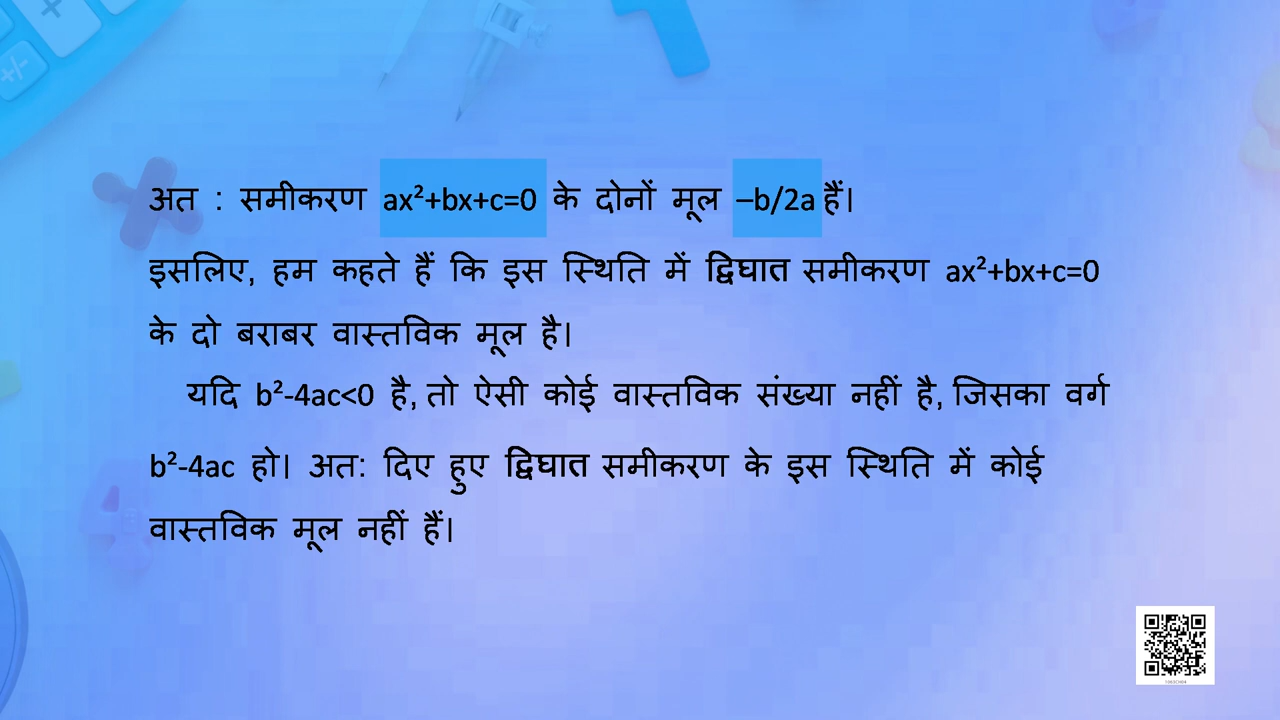 अत : समीकरण ax²+bx+c=0 के दोनों मूल –b/2a हैं।
इसलिए, हम कहते हैं कि इस स्थिति में द्विघात समीकरण ax²+bx+c=0
के दो बराबर वास्तविक मूल है।
यदि b²-4ac<0 है, तो ऐसी कोई वास्तविक संख्या नहीं है, जिसका वर्ग
b²-4ac हो। अत: दिए हुए द्विघात समीकरण के इस स्थिति में कोई
वास्तविक मूल नहीं हैं।